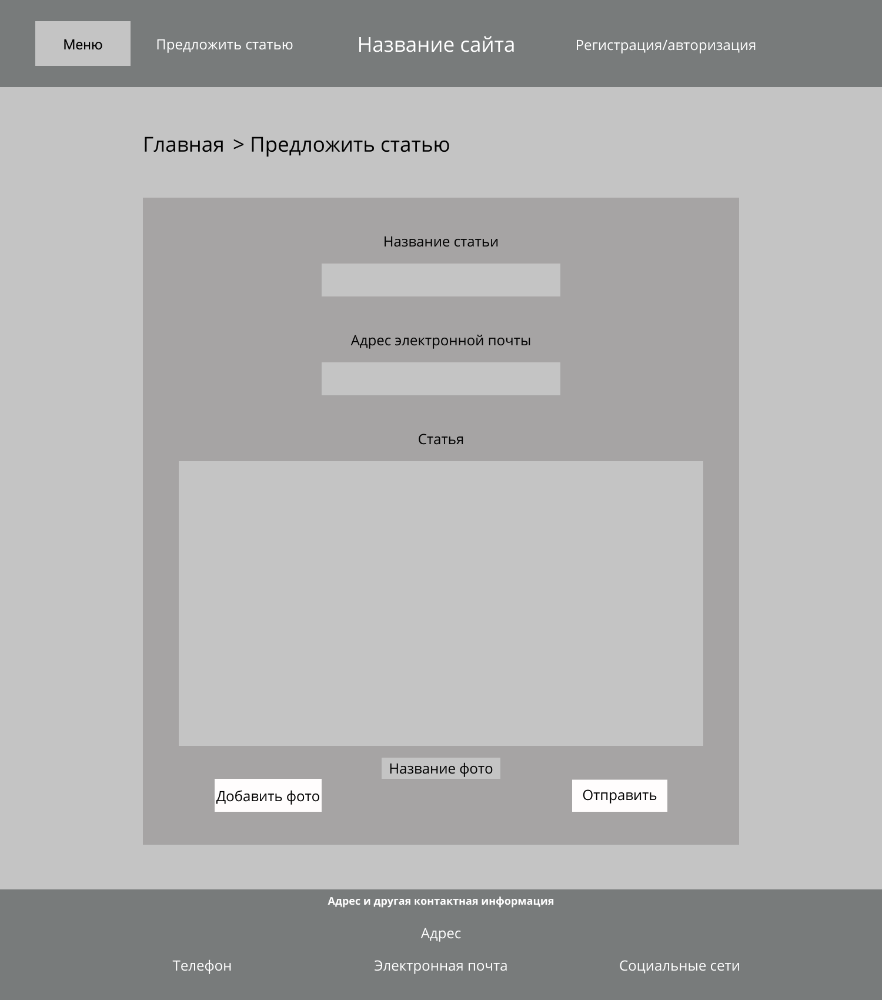 Меню
Предложить статью
Название сайта
Регистрация/авторизация
Главная > Предложить статью
Название статьи
Адрес электронной почты
Статья
Название фото
Добавить фото
Отправить
Адрес и другая контактная информация
Адрес
Телефон
Электронная почта
Социальные сети